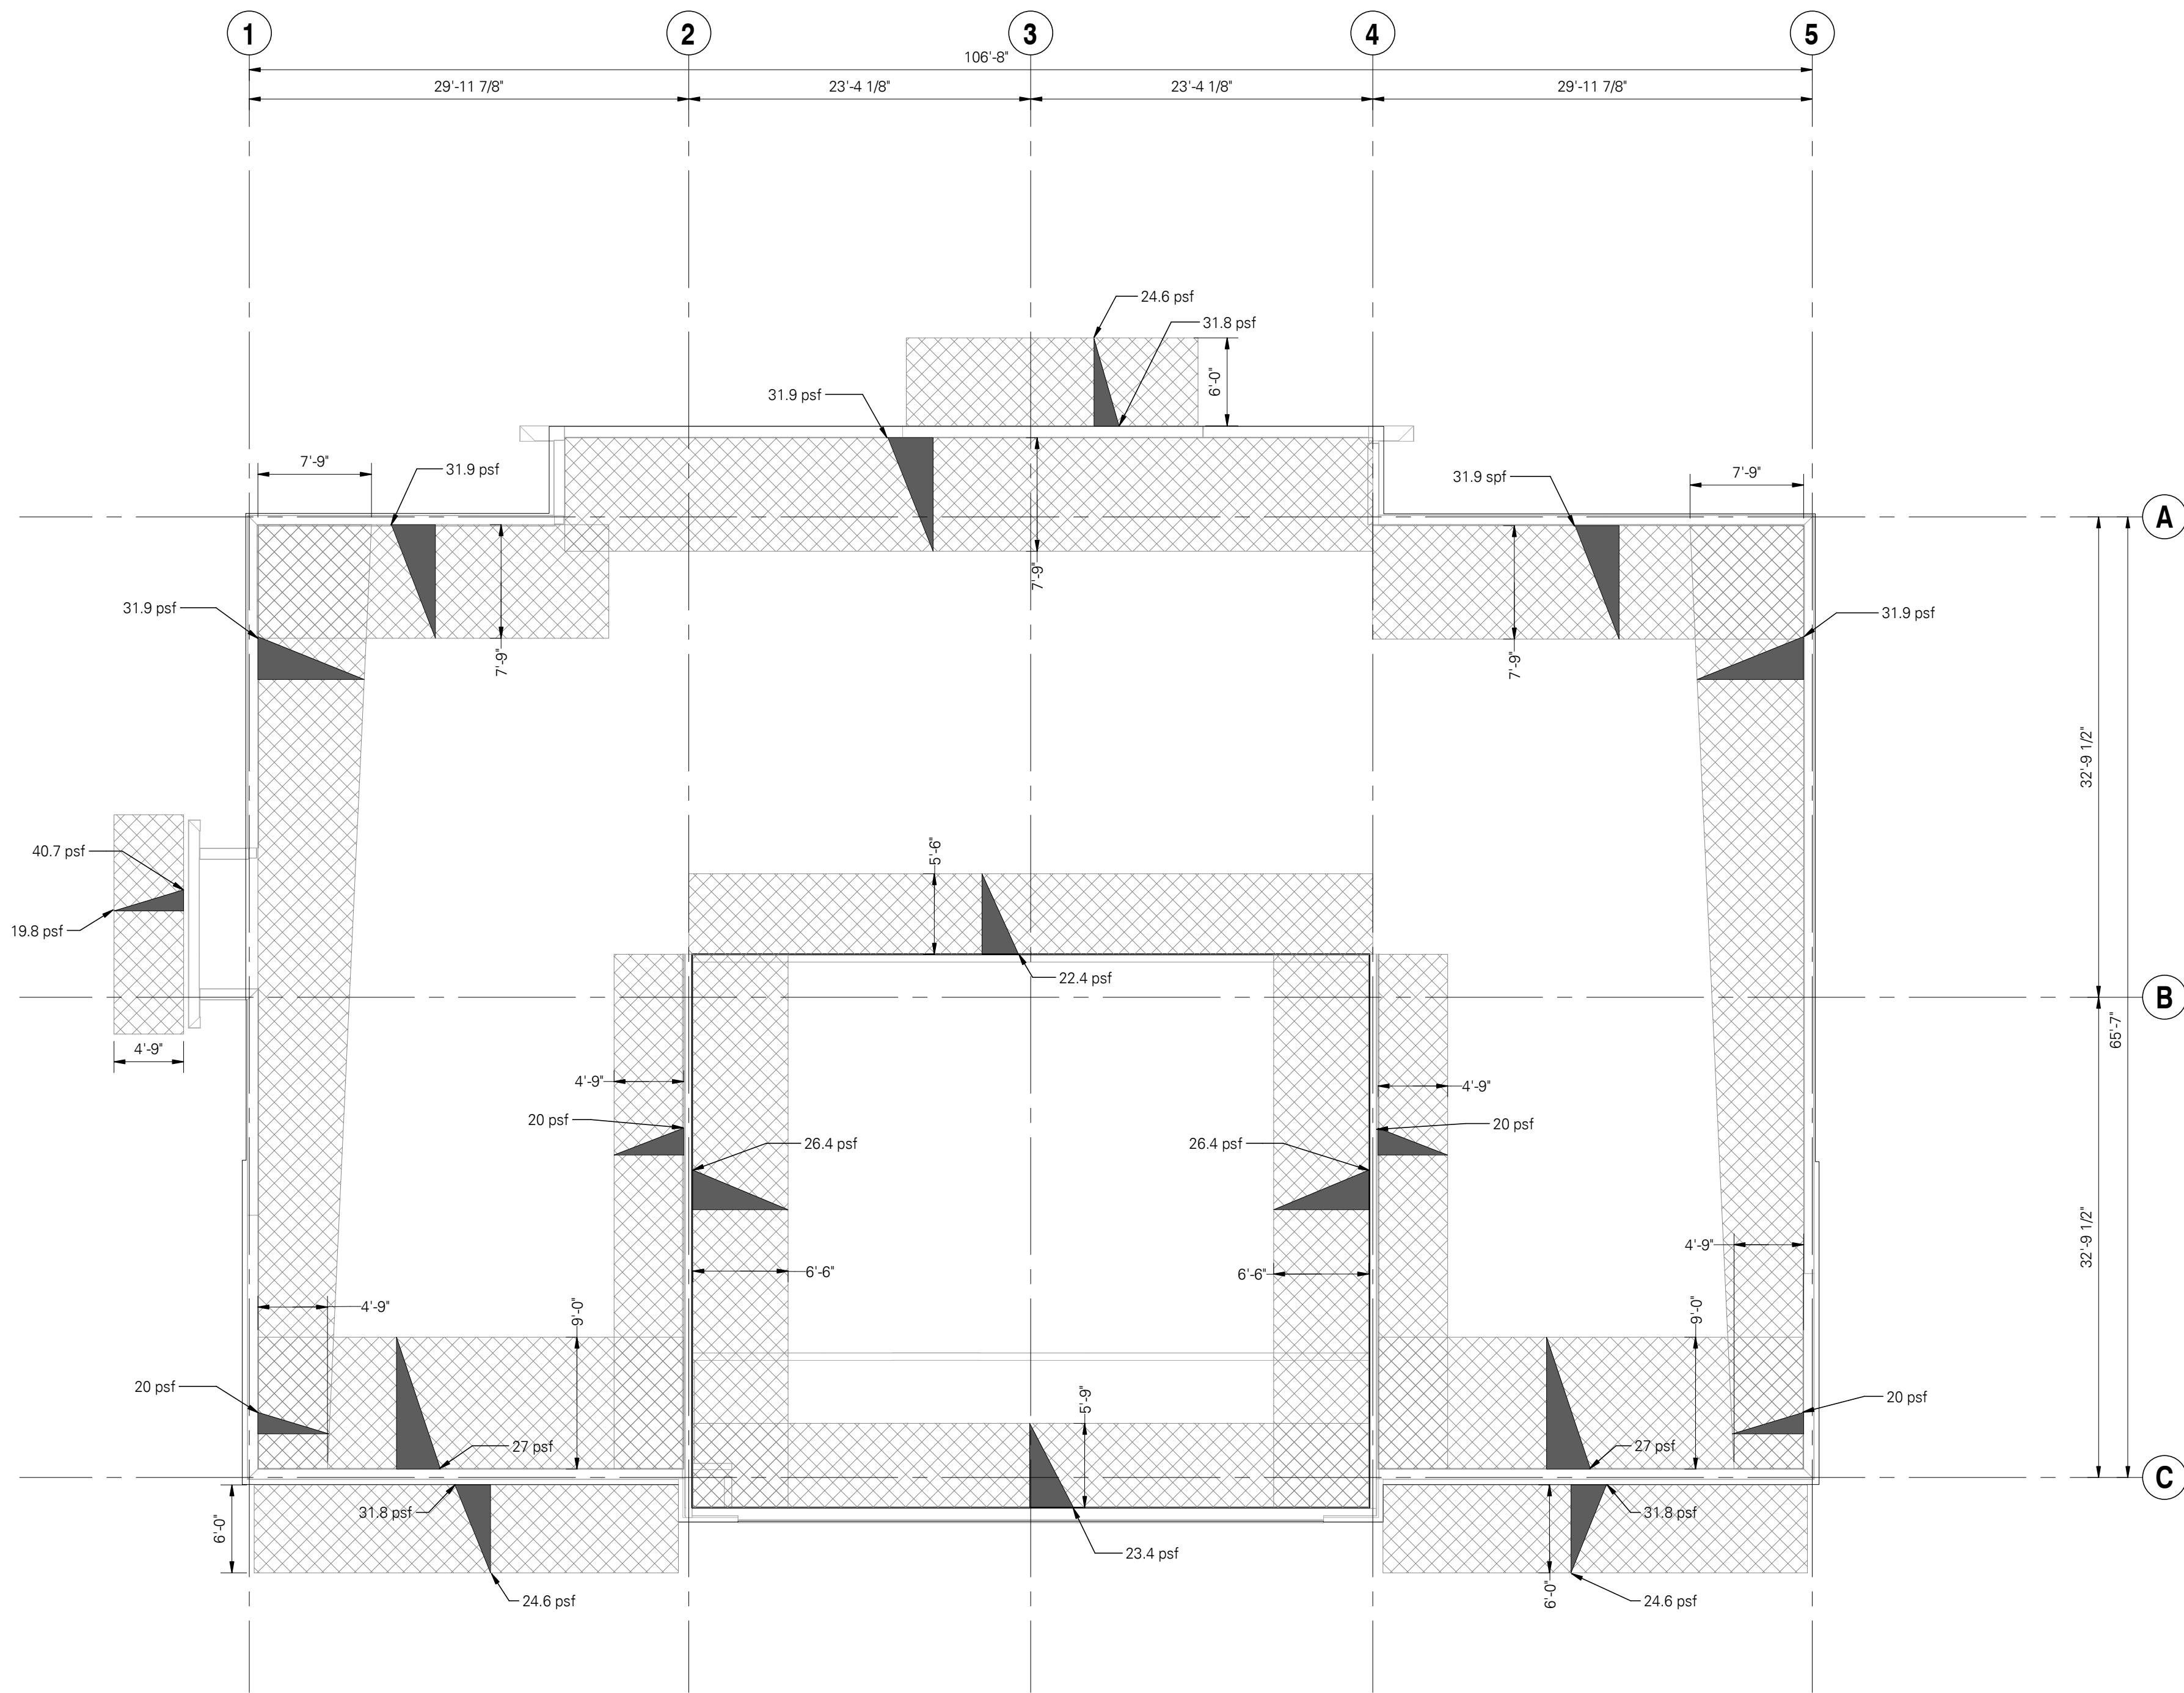 1
2
3
4
5
106'-8"
29'-11 7/8"
23'-4 1/8"
23'-4 1/8"
29'-11 7/8"
24.6 psf
31.8 psf
6'-0"
31.9 psf
7'-9"
7'-9"
31.9 psf
7'-9"
31.9 spf
7'-9"
7'-9"
A
31.9 psf
31.9 psf
32'-9 1/2"
40.7 psf
19.8 psf
4'-9"
5'-6"
22.4 psf
B
65'-7"
4'-9"
20 psf
26.4 psf
26.4 psf
4'-9"
20 psf
32'-9 1/2"
6'-6"
6'-6"
4'-9"
4'-9"
9'-0"
9'-0"
20 psf
5'-9"
20 psf
27 psf
27 psf
C
31.8 psf
31.8 psf
6'-0"
23.4 psf
24.6 psf
6'-0"
24.6 psf